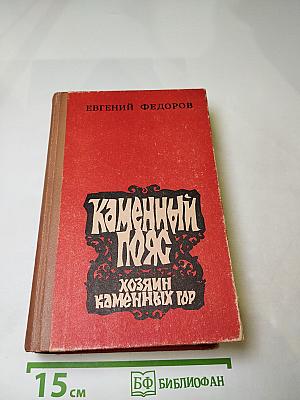 ЕВГЕНИЙ ФЕДОРОВ
КАМЕННЫЙ
ПОЯС
ХОЗЯИН
КАМЕННЫХ ГОР
15 см
БФ БИБЛИОФАН